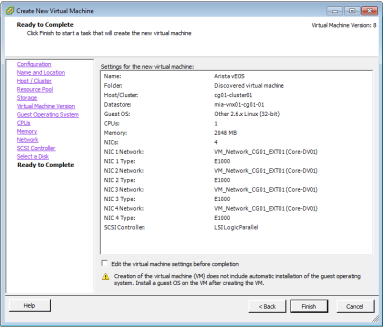 Create New Virtual Machine
Ready to Complete
Click Finish to start a task that will create the new virtual machine
Virtual Machine Version: 8
Configuration
Name and Location
Host / Cluster
Resource Pool
Storage
Virtual Machine Version
Guest Operating System
CPUs
Memory
Network
SCSI Controller
Select a Disk
Ready to Complete
Settings for the new virtual machine:
Name: Arista vEOS
Folder: Discovered virtual machine
Host/Cluster: cg01-cluster01
Datastore: mia-vnx01-cg01-01
Guest OS: Other 2.6.x Linux (32-bit)
CPUs: 1
Memory: 2048 MB
NICs: 4
NIC 1 Network: VM_Network_CG01_EXT01 (Core-DV01)
NIC 1 Type: E1000
NIC 2 Network: VM_Network_CG01_EXT01 (Core-DV01)
NIC 2 Type: E1000
NIC 3 Network: VM_Network_CG01_EXT01 (Core-DV01)
NIC 3 Type: E1000
NIC 4 Network: VM_Network_CG01_EXT01 (Core-DV01)
NIC 4 Type: E1000
SCSI Controller: LSI Logic Parallel
Edit the virtual machine settings before completion
Creation of the virtual machine (VM) does not include automatic installation of the guest operating
system. Install a guest OS on the VM after creating the VM.
Help
< Back
Finish
Cancel